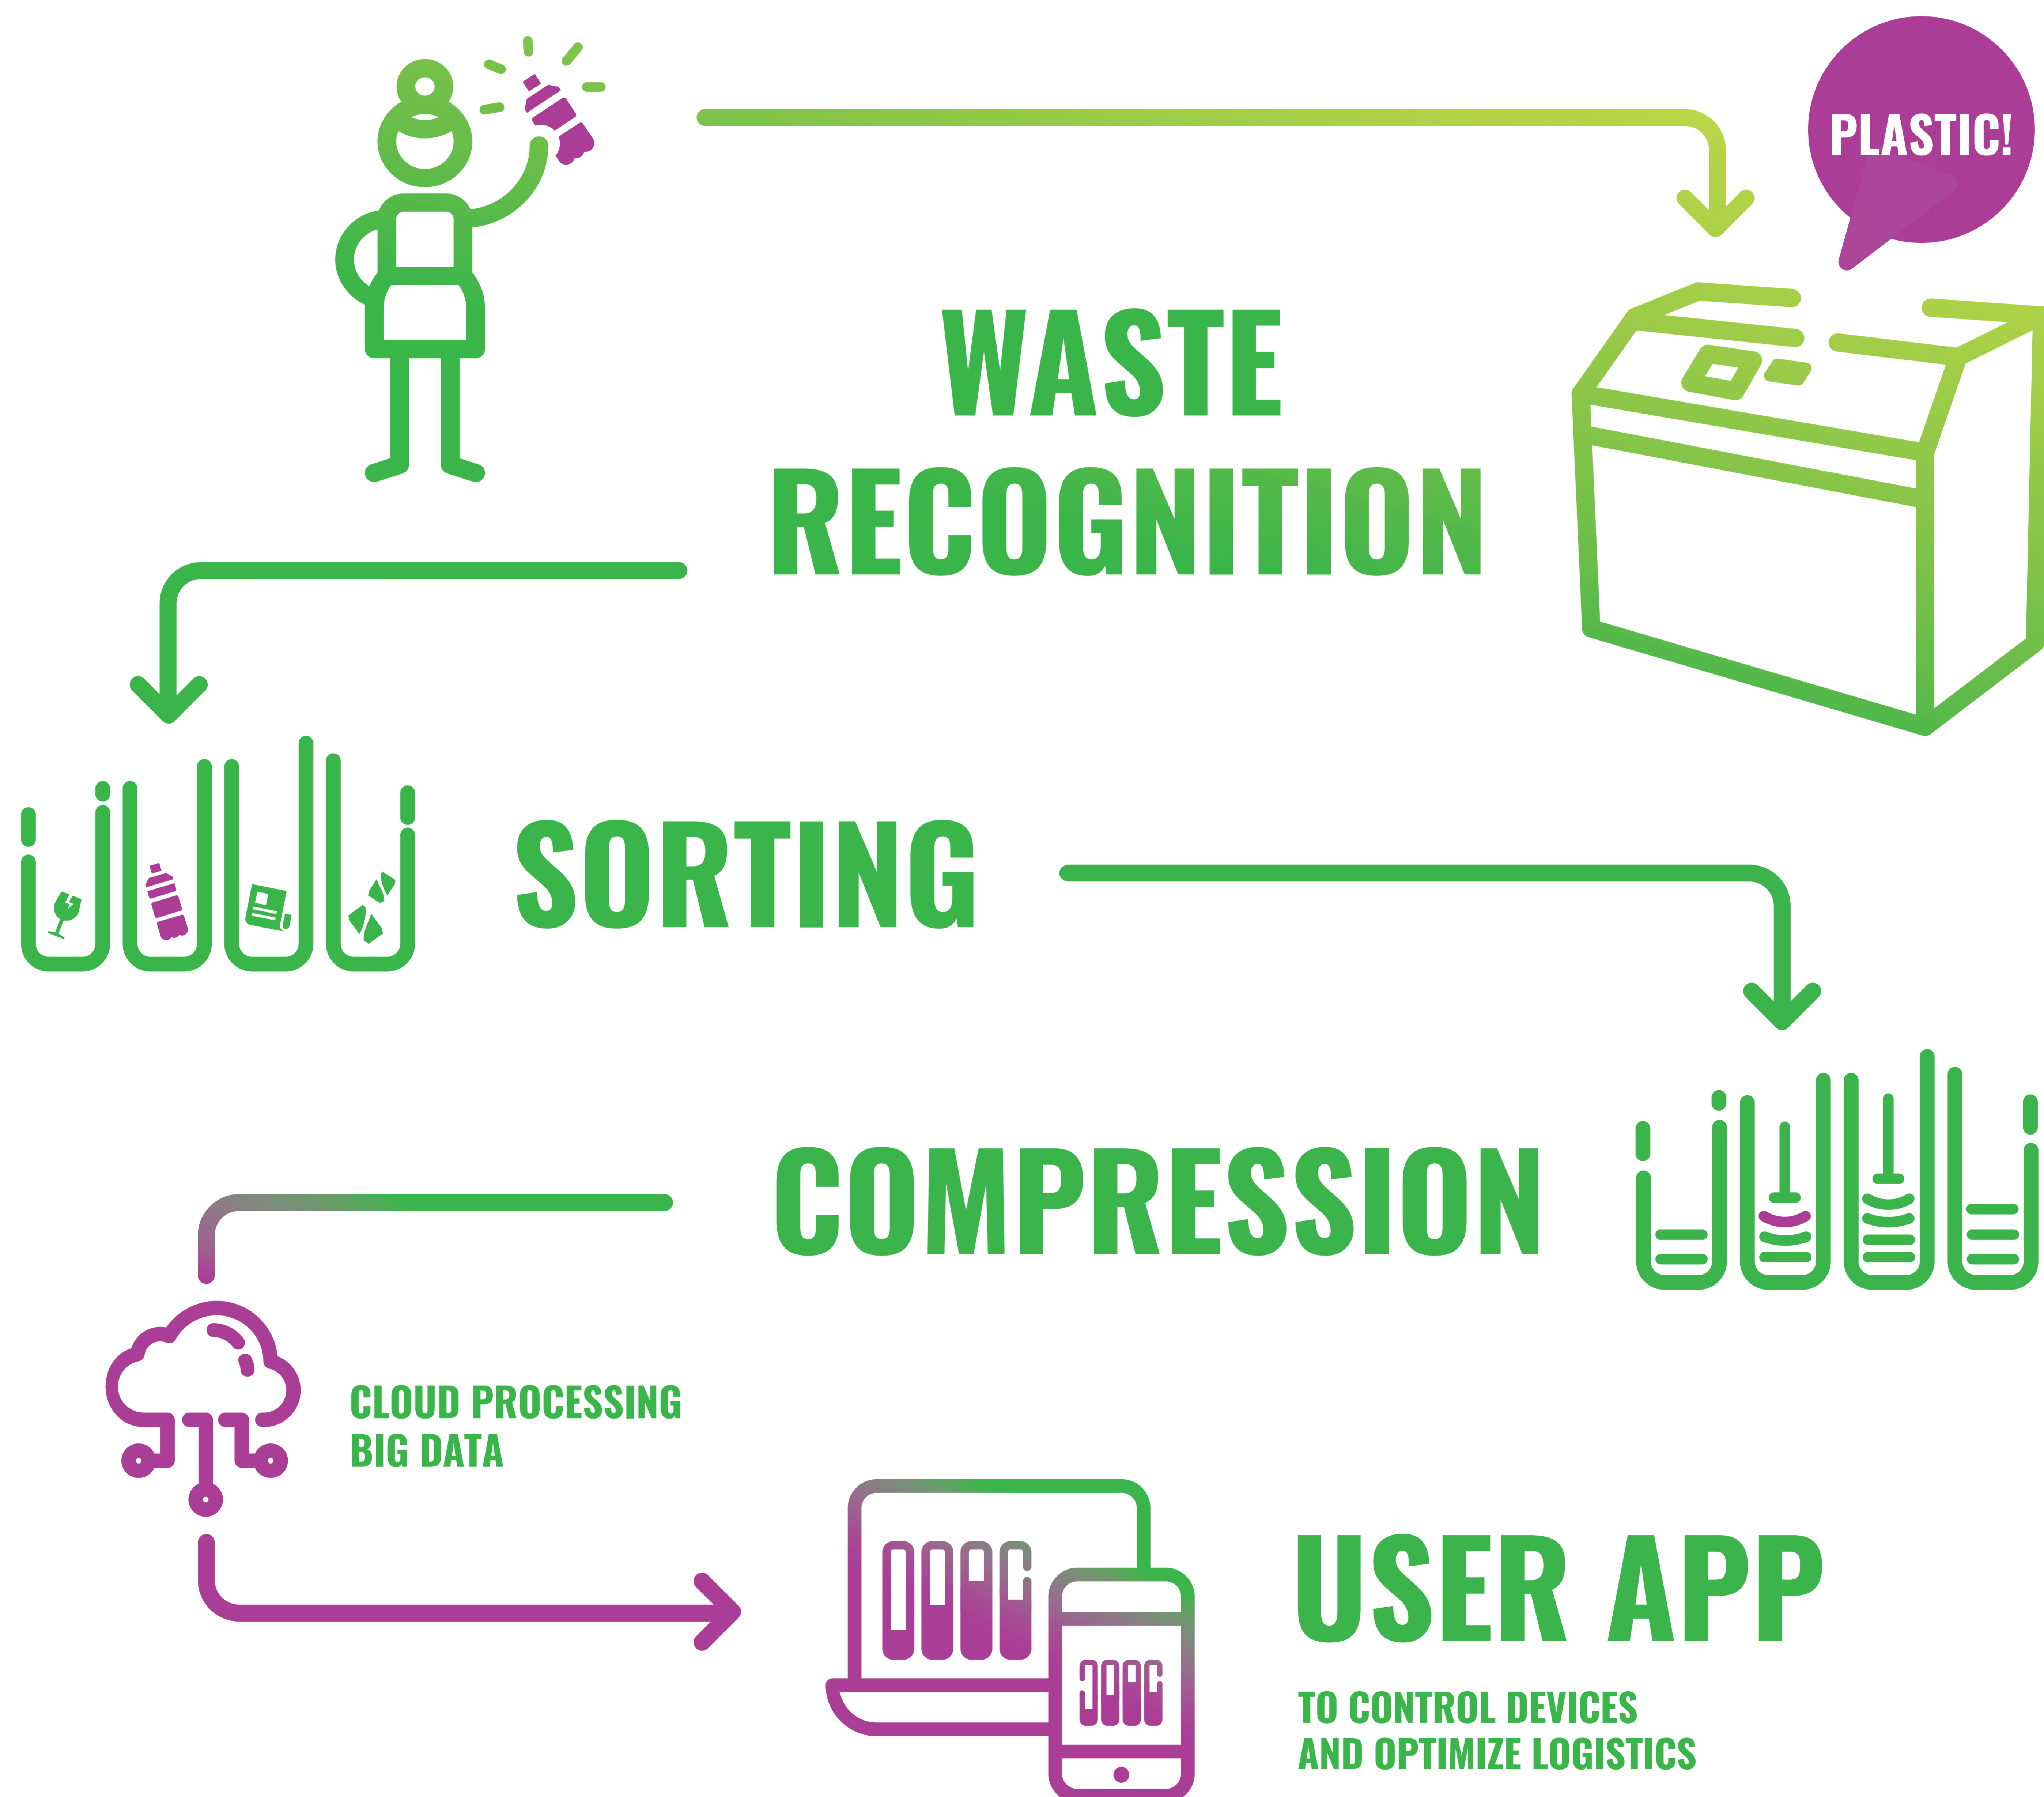 PLASTIC!
WASTE
RECOGNITION
SORTING
COMPRESSION
CLOUD PROCESSING
BIG DATA
USER APP
TO CONTROL DEVICES
AND OPTIMIZE LOGISTICS